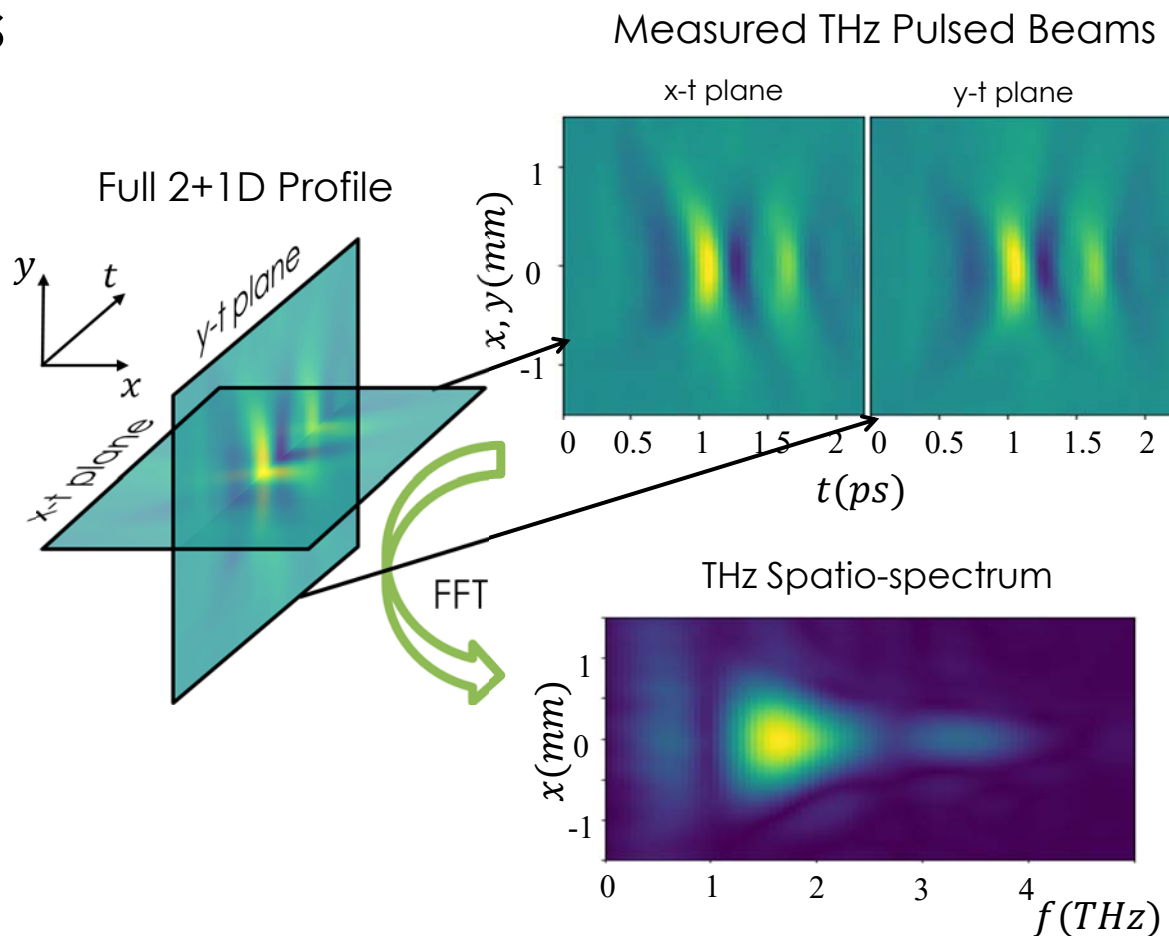 Measured THz Pulsed Beams
x-t plane
y-t plane
Full 2+1D Profile
y
t
x
y-t plane
x-t plane
x, y(mm)
1
0
-1
0
0.5
1
1.5
2
0
0.5
1
1.5
2
t(ps)
FFT
THz Spatio-spectrum
x(mm)
1
0
-1
0
1
2
3
4
f(THz)